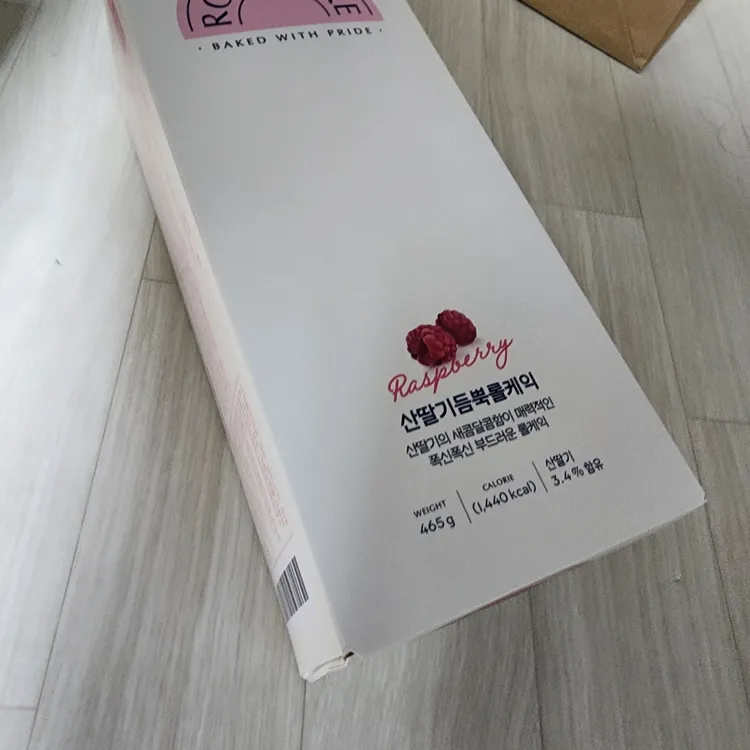 · BAKED WITH PRIDE ·
Raspberry
산딸기듬뿍롤케익
산딸기의 새콤달콤함이 매력적인
폭신폭신 부드러운 롤케익
WEIGHT
465g
CALORIE
(1,440 kcal)
산딸기
3.4% 함유